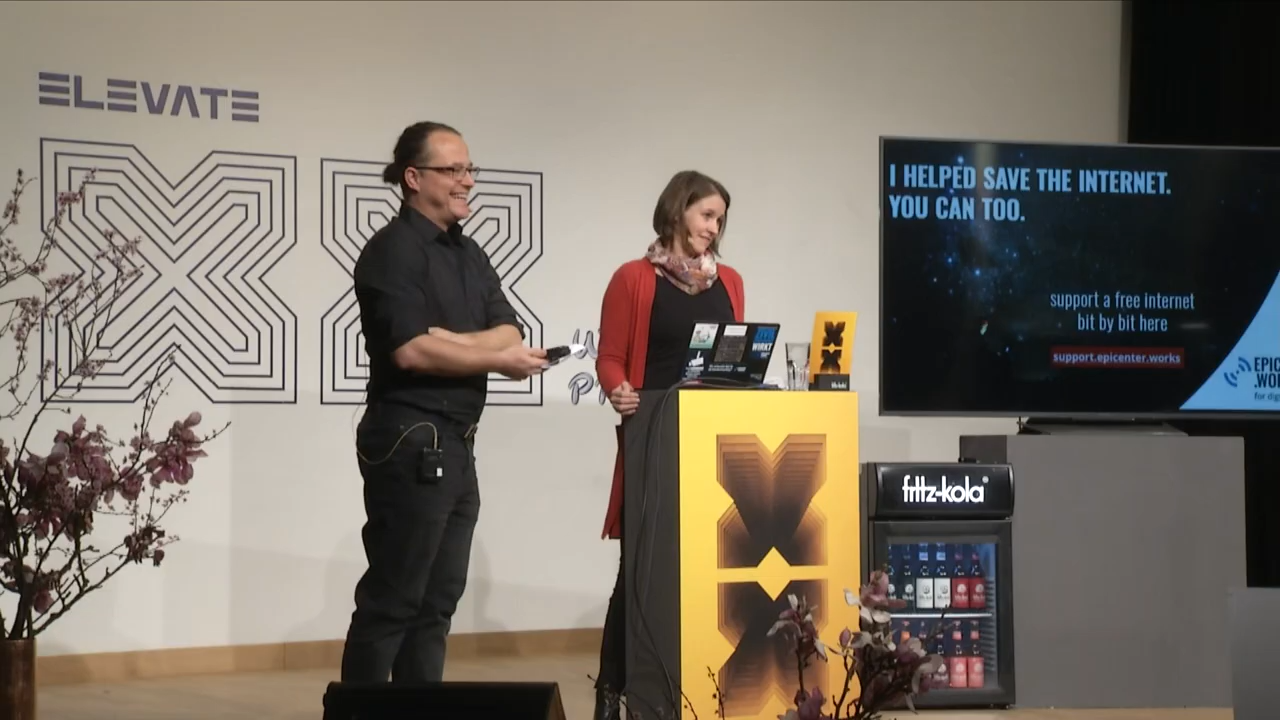 ELEVATE
I HELPED SAVE THE INTERNET.
YOU CAN TOO.
support a free internet
bit by bit here
support.epicenter.works
fritz-kola®